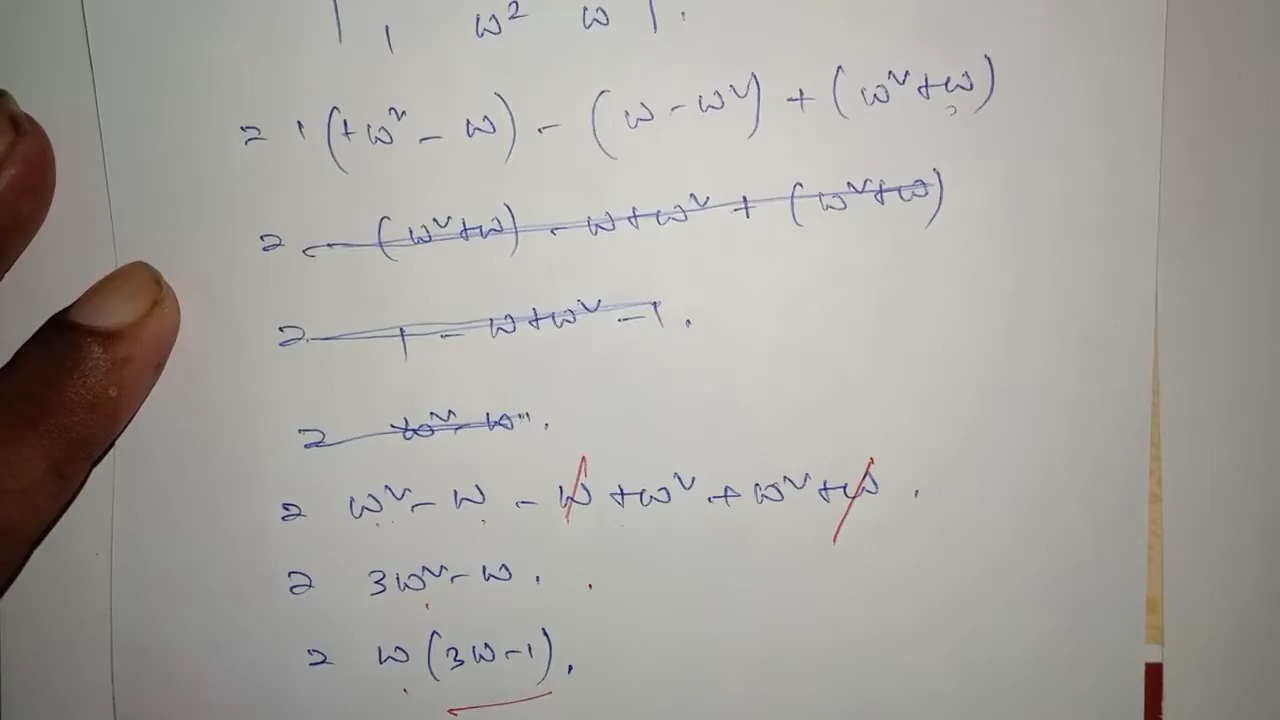 | 1 ω² ω |.
= 1(+ω² - ω) - (ω - ω²) + (ω² + ω)
= - (ω² + ω) - ω + ω² + (ω² + ω)
= 1 - ω + ω² - 1.
= ω² - ω.
= ω² - ω - ω + ω² + ω² + ω.
= 3ω² - ω.
= ω(3ω - 1).